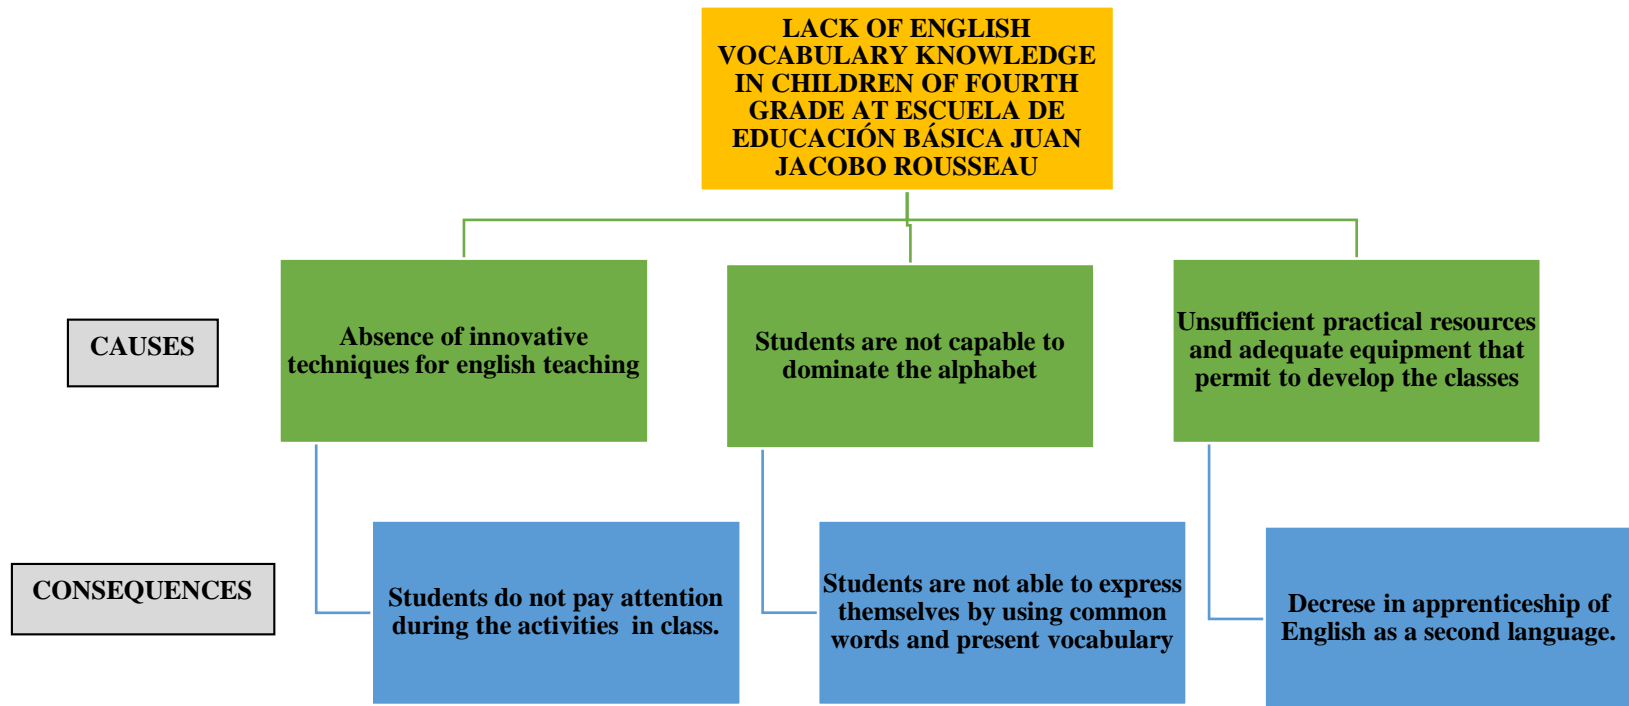 LACK OF ENGLISH
VOCABULARY KNOWLEDGE
IN CHILDREN OF FOURTH
GRADE AT ESCUELA DE
EDUCACIÓN BÁSICA JUAN
JACOBO ROUSSEAU
CAUSES
Absence of innovative
techniques for english teaching
Students are not capable to
dominate the alphabet
Unsufficient practical resources
and adequate equipment that
permit to develop the classes
CONSEQUENCES
Students do not pay attention
during the activities in class.
Students are not able to express
themselves by using common
words and present vocabulary
Decrese in apprenticeship of
English as a second language.